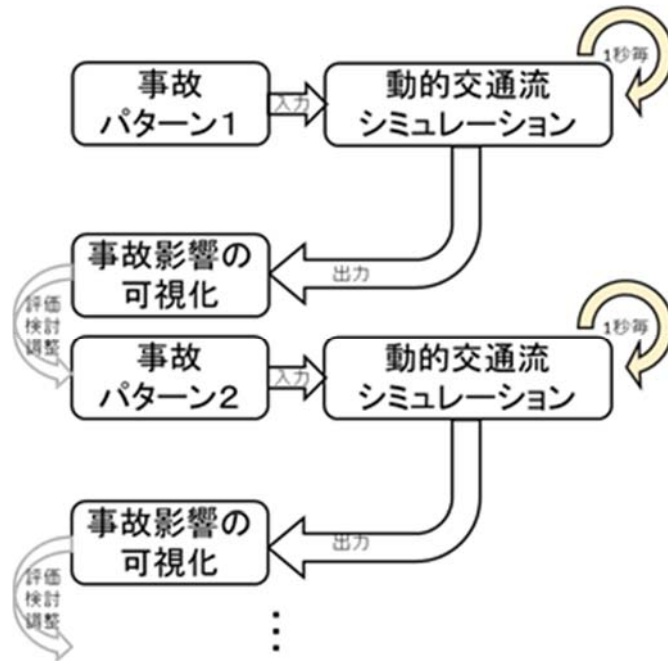 1秒毎
事故
パターン1
入力
動的交通流
シミュレーション
事故影響の
可視化
出力
評価
検討
調整
1秒毎
事故
パターン2
入力
動的交通流
シミュレーション
事故影響の
可視化
出力
評価
検討
調整
⋮